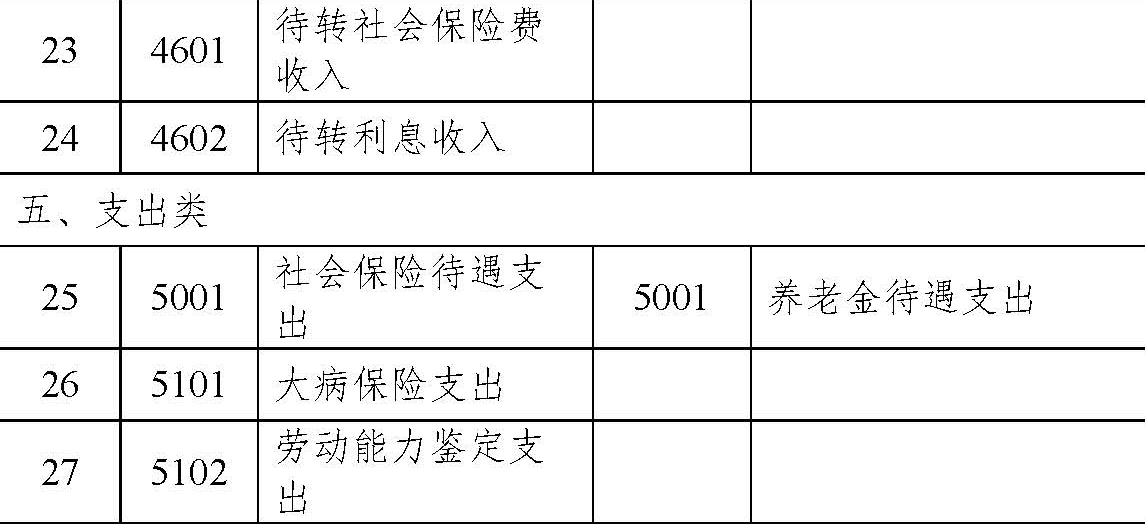 23 4601 待转社会保险费
收入
24 4602 待转利息收入
五、支出类
25 5001 社会保险待遇支
出 5001 养老金待遇支出
26 5101 大病保险支出
27 5102 劳动能力鉴定支
出